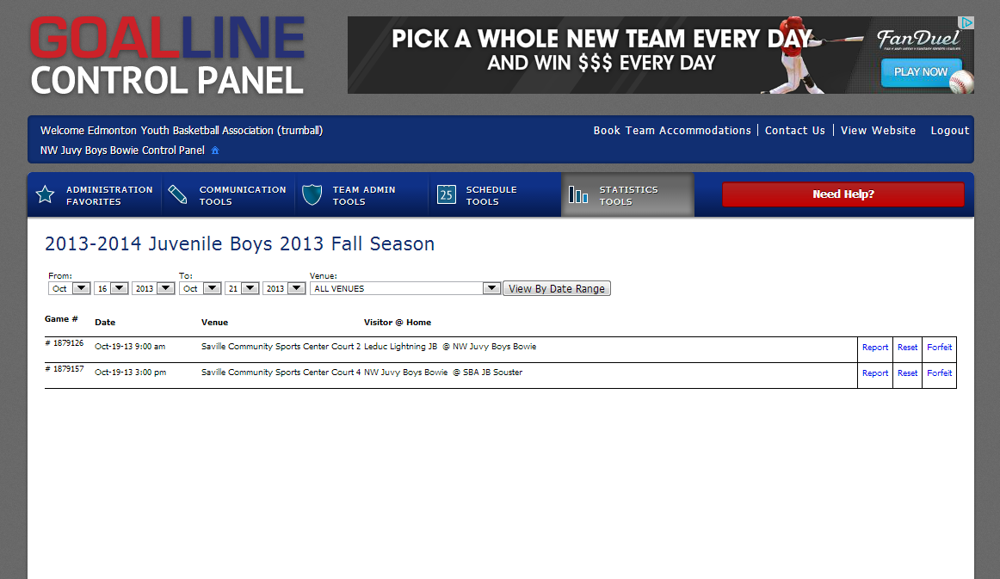 GOALLINE
CONTROL PANEL
PICK A WHOLE NEW TEAM EVERY DAY
AND WIN $$$ EVERY DAY
FanDuel
PLAY NOW
Welcome Edmonton Youth Basketball Association (trumball)
Book Team Accommodations | Contact Us | View Website Logout
NW Juvy Boys Bowie Control Panel
ADMINISTRATION
FAVORITES
COMMUNICATION
TOOLS
TEAM ADMIN
TOOLS
25
SCHEDULE
TOOLS
STATISTICS
TOOLS
Need Help?
2013-2014 Juvenile Boys 2013 Fall Season
From: To: Venue:
Oct 16 2013 Oct 21 2013 ALL VENUES View By Date Range
Game # Date Venue Visitor @ Home
# 1879126 Oct-19-13 9:00 am Saville Community Sports Center Court 2 Leduc Lightning JB @ NW Juvy Boys Bowie Report Reset Forfeit
# 1879157 Oct-19-13 3:00 pm Saville Community Sports Center Court 4 NW Juvy Boys Bowie @ SBA JB Souster Report Reset Forfeit